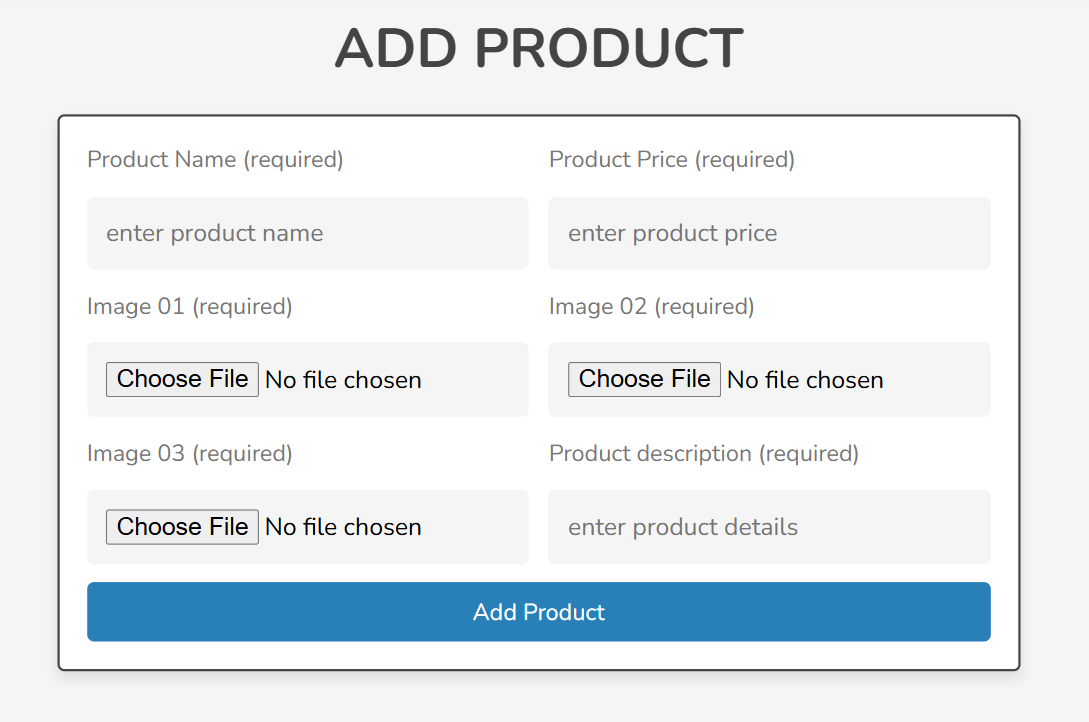 ADD PRODUCT
Product Name (required)
Product Price (required)
enter product name
enter product price
Image 01 (required)
Image 02 (required)
Choose File No file chosen
Choose File No file chosen
Image 03 (required)
Product description (required)
Choose File No file chosen
enter product details
Add Product